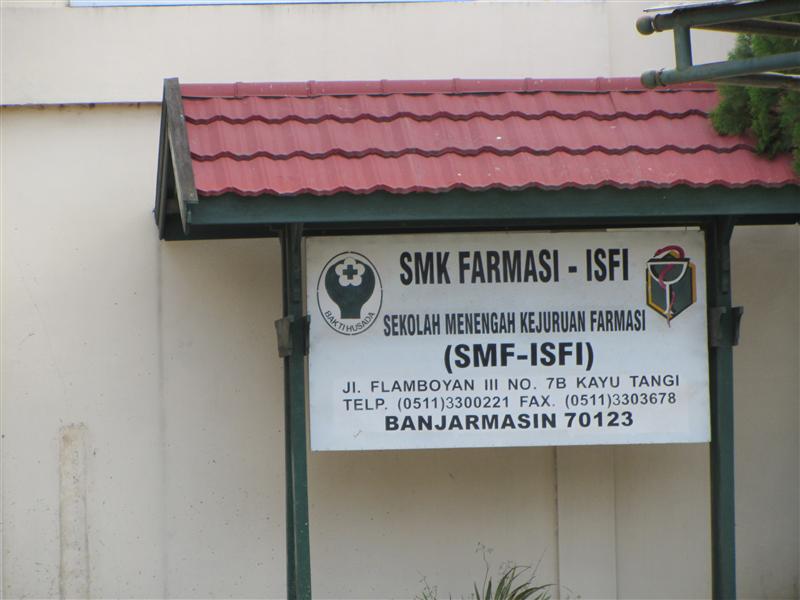 SMK FARMASI - ISFI
BAKTI HUSADA
SEKOLAH MENENGAH KEJURUAN FARMASI
(SMF-ISFI)
Jl. FLAMBOYAN III NO. 7B KAYU TANGI
TELP. (0511)3300221 FAX. (0511)3303678
BANJARMASIN 70123